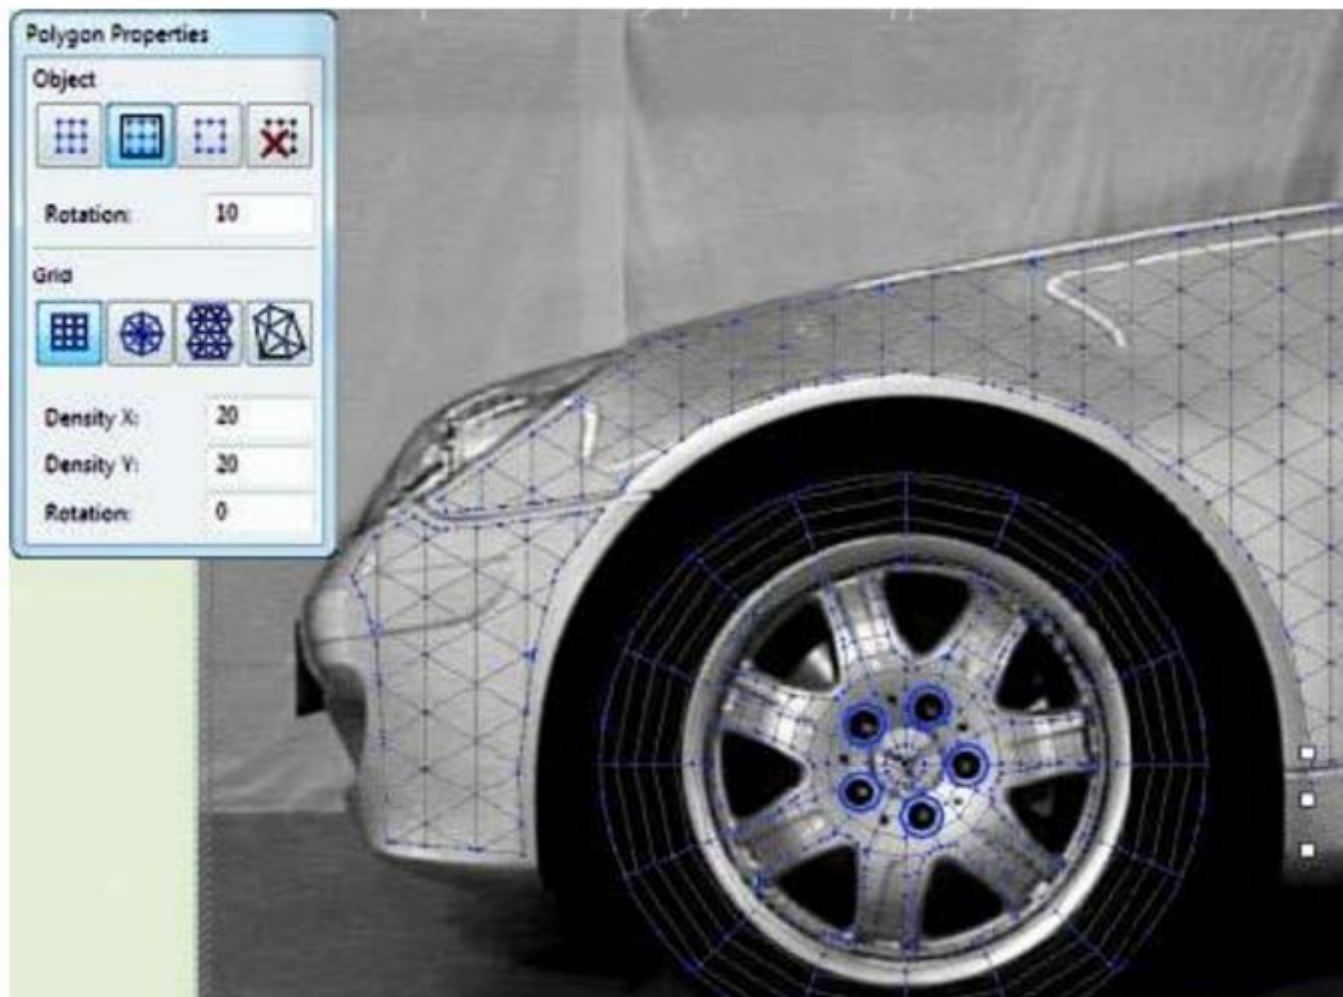 Polygon Properties
Object
Rotation: 10
Grid
Density X: 20
Density Y: 20
Rotation: 0